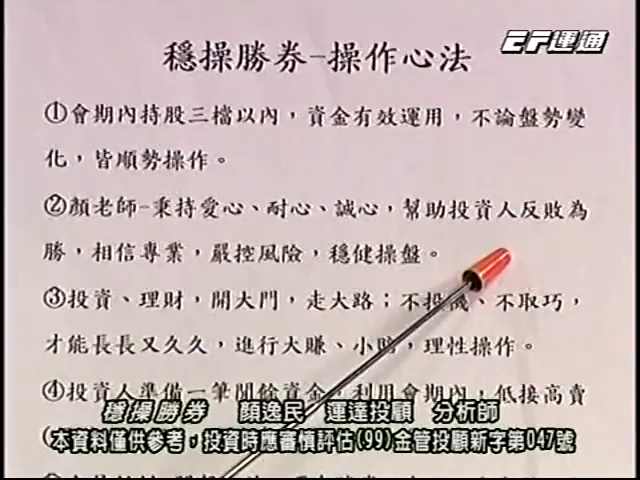 EF運通
穩操勝券-操作心法
①會期內持股三檔以內，資金有效運用，不論盤勢變
化，皆順勢操作。
②顏老師-秉持愛心、耐心、誠心，幫助投資人反敗為
勝，相信專業，嚴控風險，穩健操盤。
③投資、理財，開大門，走大路；不投機、不取巧，
才能長長又久久，進行大賺、小賠，理性操作。
④投資人準備一筆閒餘資金，利用會期內，低接高賣
穩操勝券 顏逸民 運達投顧 分析師
本資料僅供參考，投資時應審慎評估(99)金管投顧新字第047號